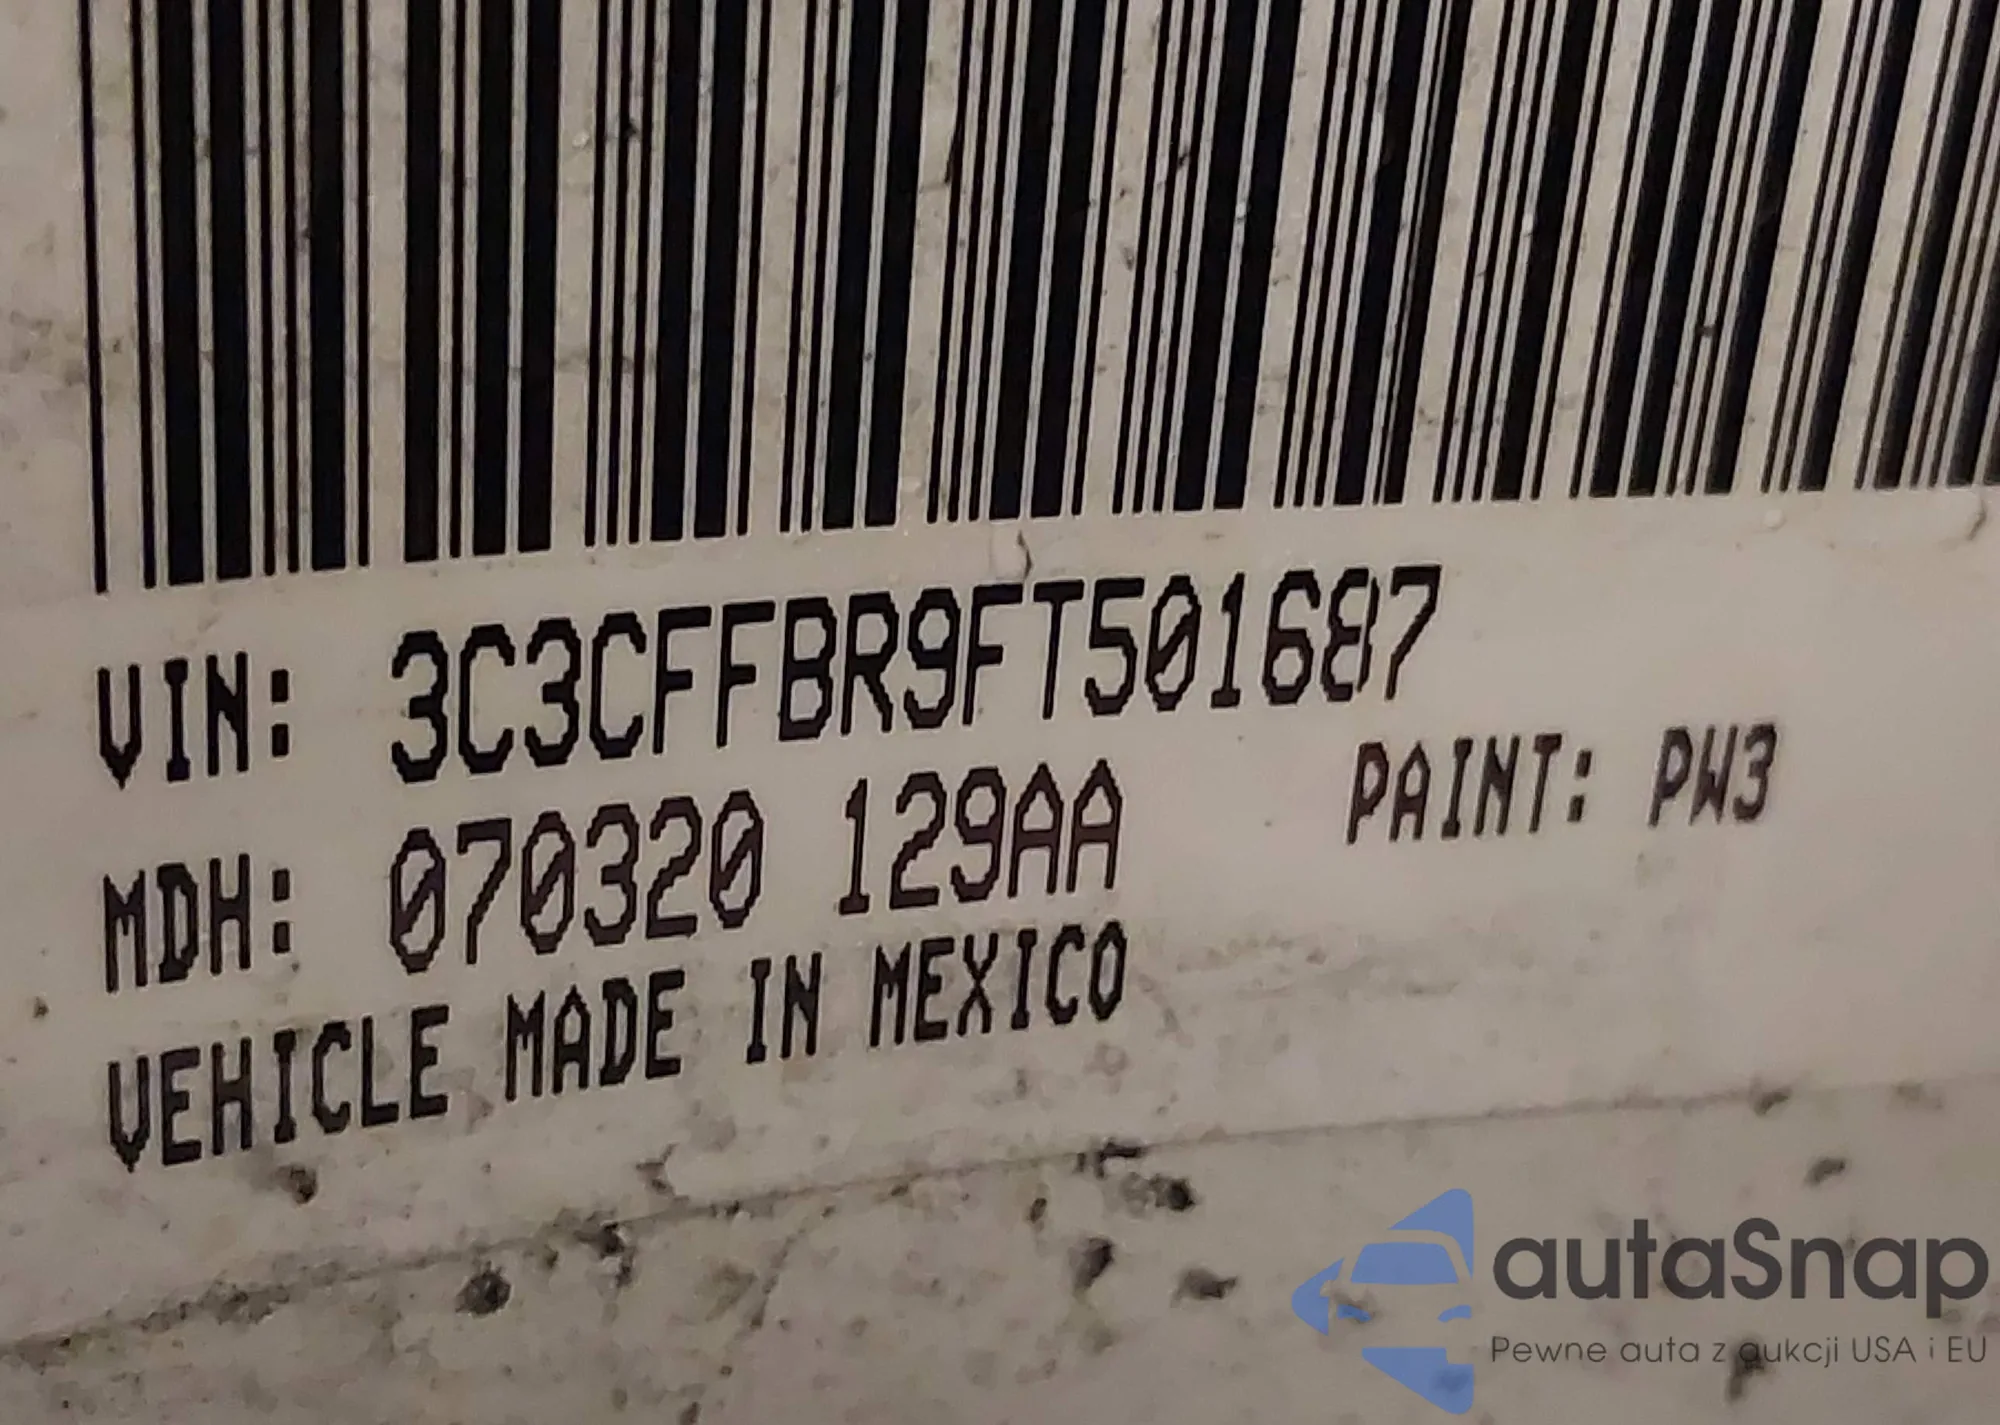 VIN: 3C3CFFBR9FT501687
MDH: 070320 129AA PAINT: PW3
VEHICLE MADE IN MEXICO
autaSnap
Pewne auta z aukcji USA i EU